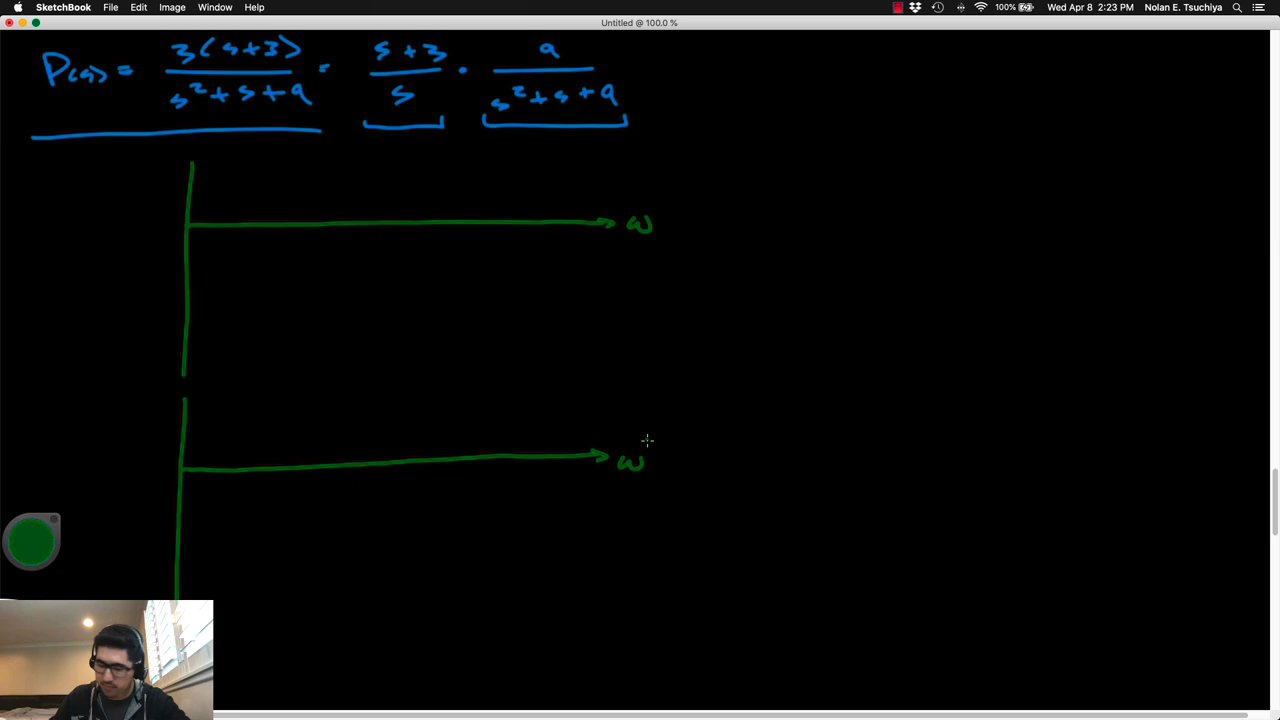 SketchBook File Edit Image Window Help 100% Wed Apr 8 2:23 PM Nolan E. Tsuchiya
Untitled @ 100.0 %
P(s) = 3(s+3) / s²+s+9 = s+3 / s · 9 / s²+s+9
ω
ω